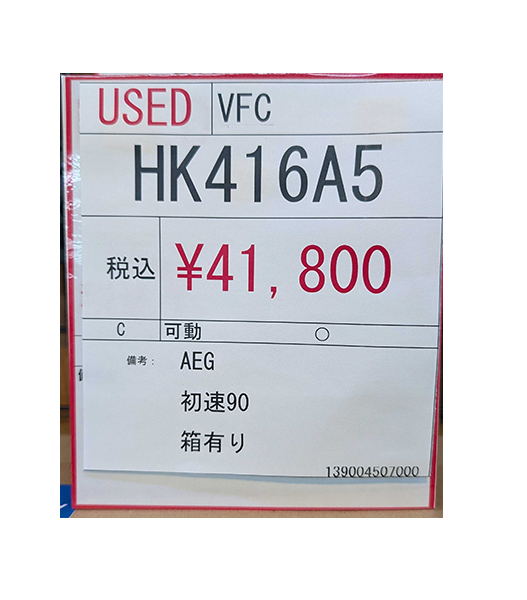 USED VFC
HK416A5
税込 ¥41,800
C 可動 ○
備考： AEG
初速90
箱有り
139004507000